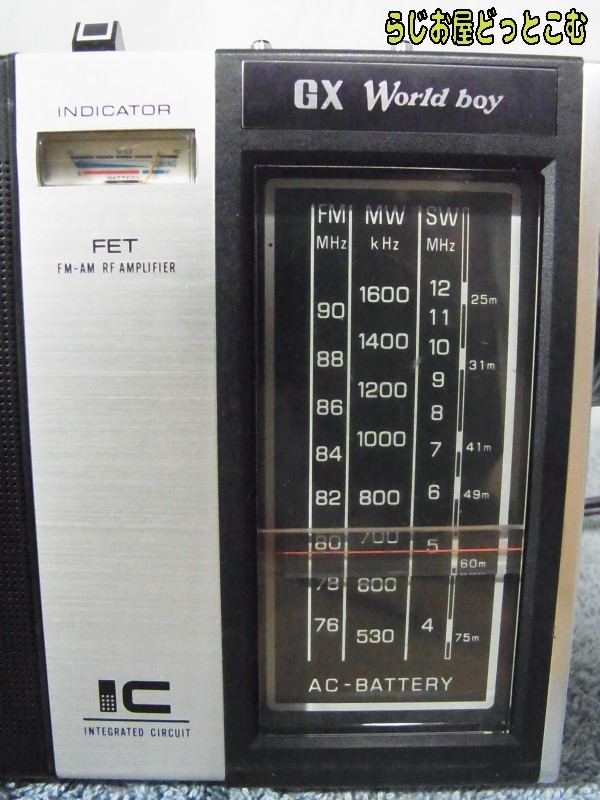 らじお屋どっとこむ
GX World boy
INDICATOR
TUNING
BATTERY
FET
FM-AM RF AMPLIFIER
FM MW SW
MHz kHz MHz
12
1600
25m
90
11
1400
10
88
31m
1200
9
86
8
1000
84
7
41m
82
800
6
49m
80
700
5
60m
78
600
76
530
4
75m
AC-BATTERY
IC
INTEGRATED CIRCUIT